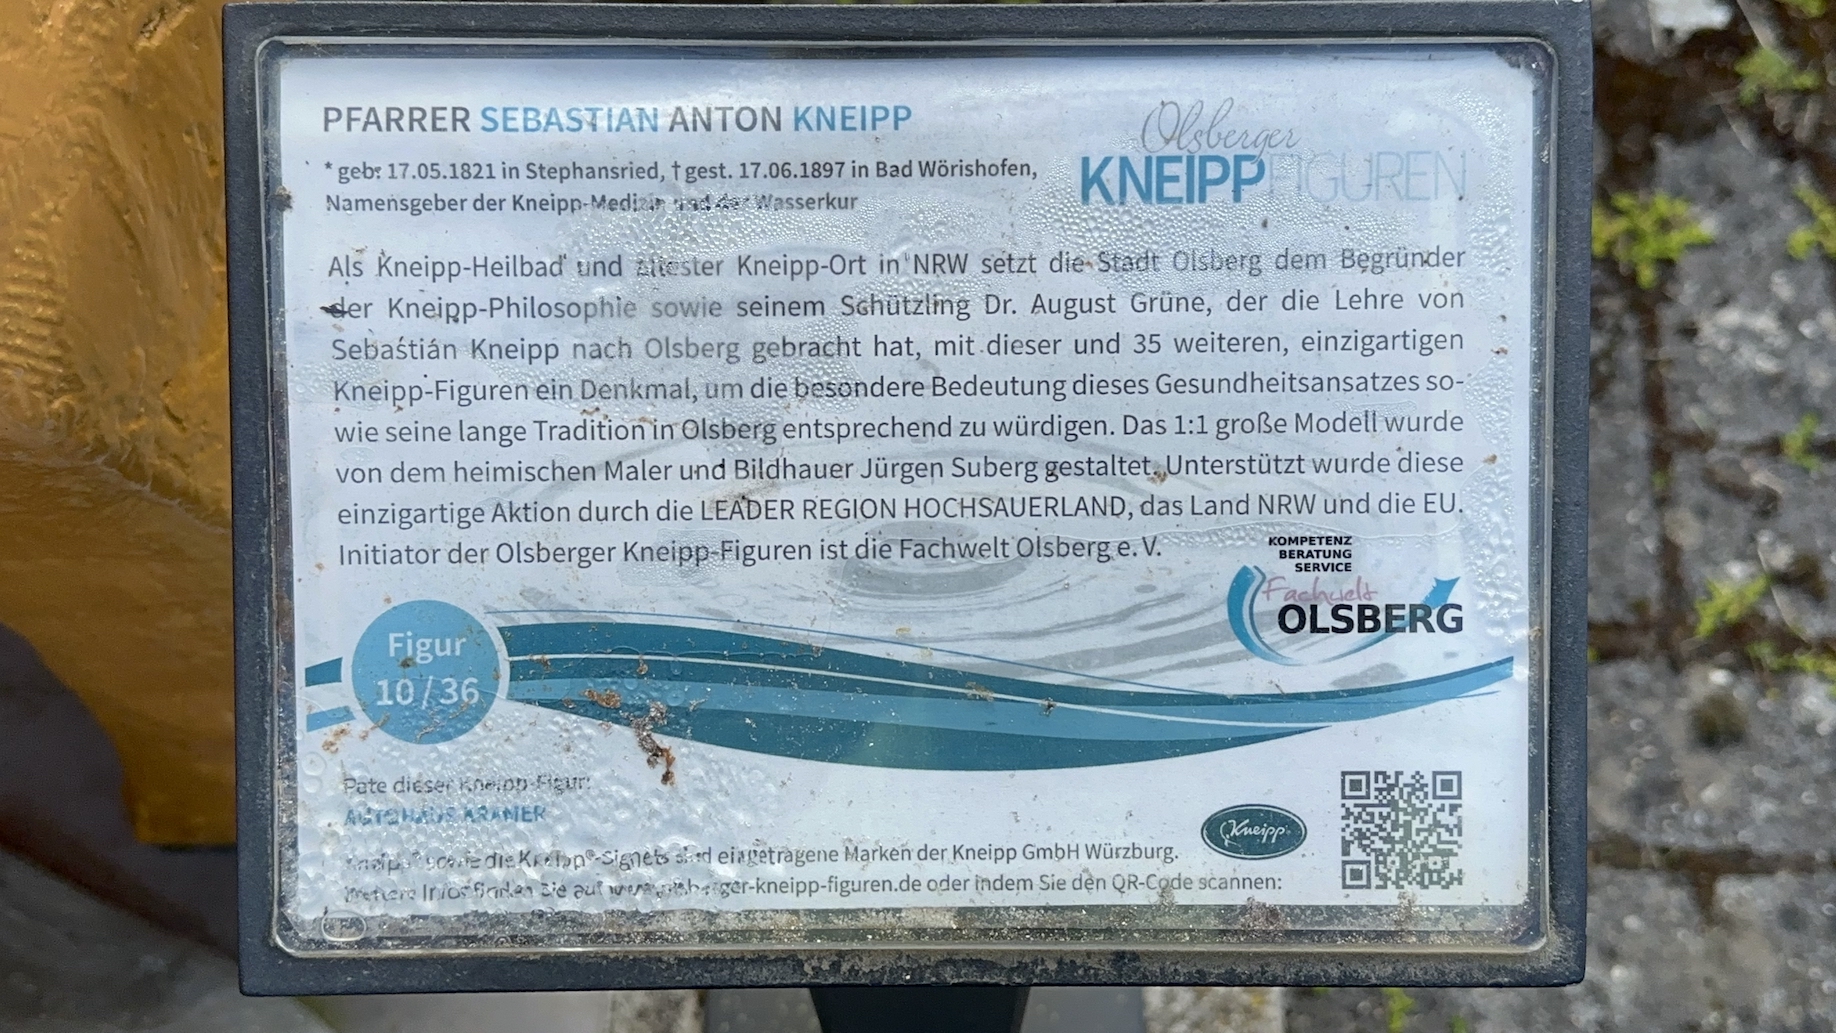 PFARRER SEBASTIAN ANTON KNEIPP
Olsberger
KNEIPPFIGUREN
* geb: 17.05.1821 in Stephansried, † gest. 17.06.1897 in Bad Wörishofen,
Namensgeber der Kneipp-Medizin und der Wasserkur
Als Kneipp-Heilbad und ältester Kneipp-Ort in NRW setzt die Stadt Olsberg dem Begründer
der Kneipp-Philosophie sowie seinem Schützling Dr. August Grüne, der die Lehre von
Sebastian Kneipp nach Olsberg gebracht hat, mit dieser und 35 weiteren, einzigartigen
Kneipp-Figuren ein Denkmal, um die besondere Bedeutung dieses Gesundheitsansatzes so-
wie seine lange Tradition in Olsberg entsprechend zu würdigen. Das 1:1 große Modell wurde
von dem heimischen Maler und Bildhauer Jürgen Suberg gestaltet. Unterstützt wurde diese
einzigartige Aktion durch die LEADER REGION HOCHSAUERLAND, das Land NRW und die EU.
Initiator der Olsberger Kneipp-Figuren ist die Fachwelt Olsberg e. V.
KOMPETENZ
BERATUNG
SERVICE
Fachwelt
OLSBERG
Figur
10/36
Pate dieser Kneipp-Figur:
AUTOHAUS KRAMER
Kneipp
Kneipp® sowie die Kneipp®-Signets sind eingetragene Marken der Kneipp GmbH Würzburg.
Weitere Infos finden Sie auf www.olsberger-kneipp-figuren.de oder indem Sie den QR-Code scannen: